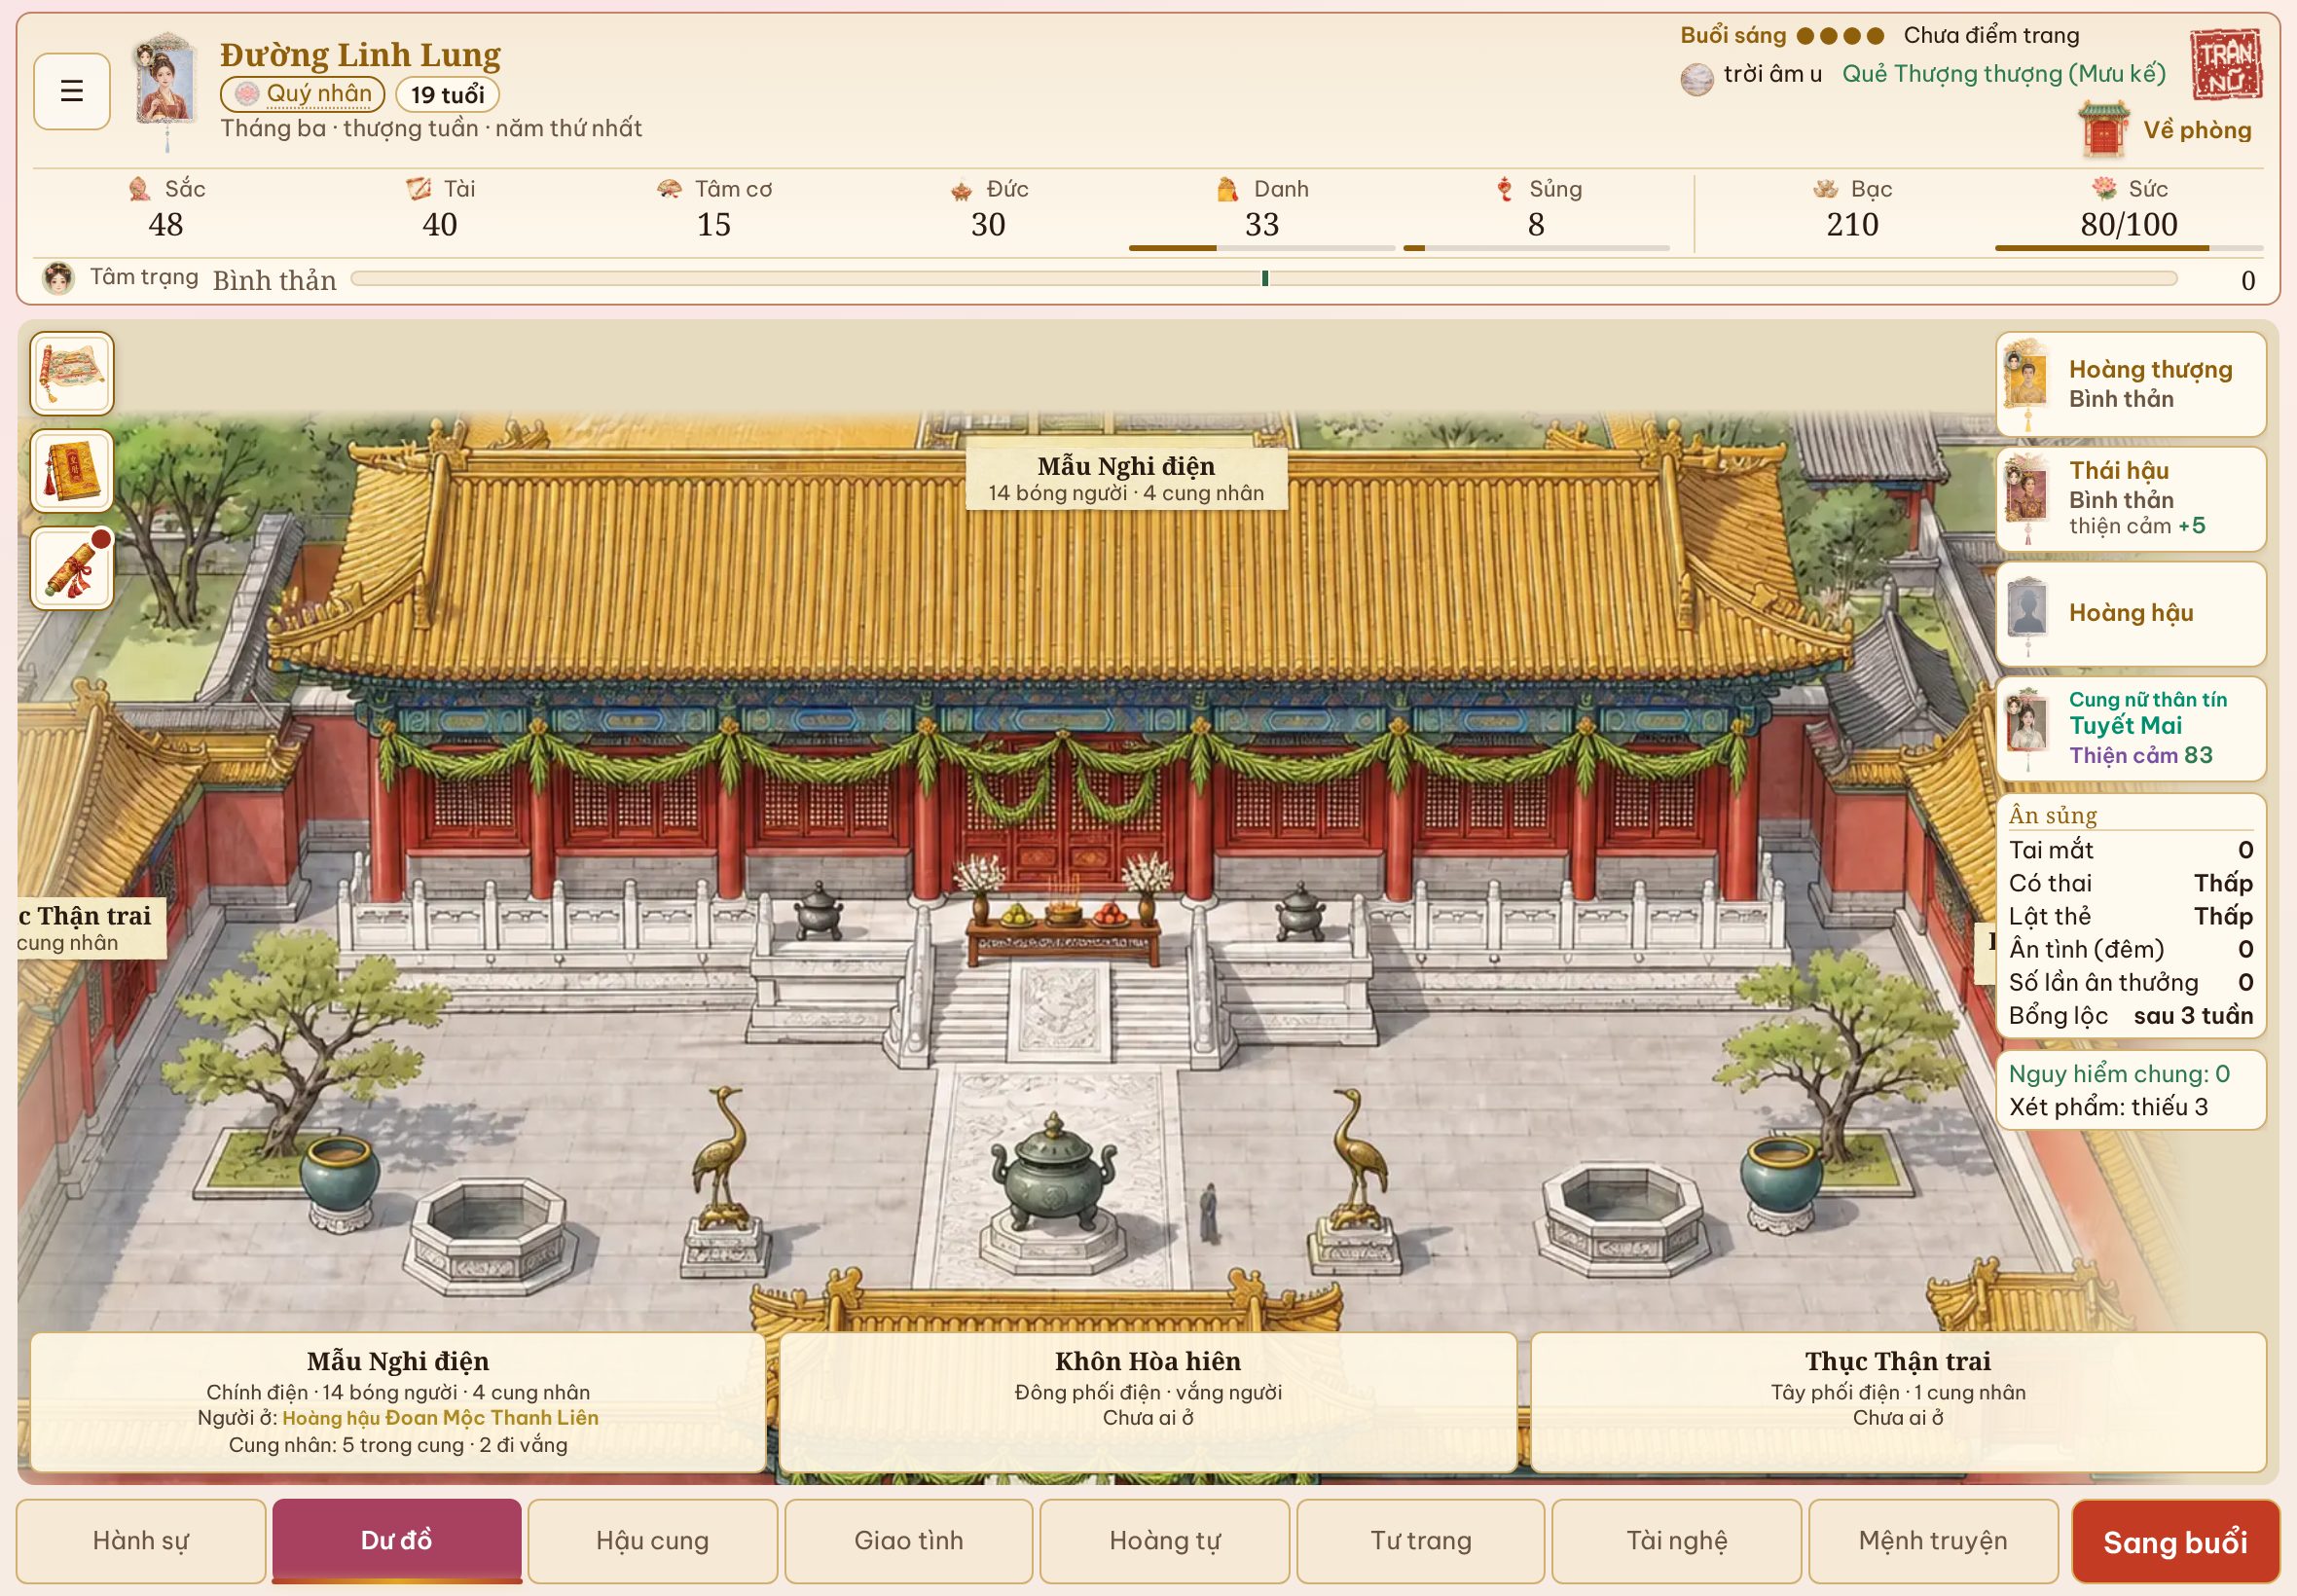 Đường Linh Lung
Quý nhân
19 tuổi
Tháng ba · thượng tuần · năm thứ nhất
Buổi sáng
Chưa điểm trang
trời âm u
Quẻ Thượng thượng (Mưu kế)
TRÂN
NỮ
Về phòng
Sắc
48
Tài
40
Tâm cơ
15
Đức
30
Danh
33
Sủng
8
Bạc
210
Sức
80/100
Tâm trạng
Bình thản
0
Mẫu Nghi điện
14 bóng người · 4 cung nhân
c Thận trai
cung nhân
Hoàng thượng
Bình thản
Thái hậu
Bình thản
thiện cảm +5
Hoàng hậu
Cung nữ thân tín
Tuyết Mai
Thiện cảm 83
Ân sủng
Tai mắt 0
Có thai Thấp
Lật thẻ Thấp
Ân tình (đêm) 0
Số lần ân thưởng 0
Bổng lộc sau 3 tuần
Nguy hiểm chung: 0
Xét phẩm: thiếu 3
Mẫu Nghi điện
Chính điện · 14 bóng người · 4 cung nhân
Người ở: Hoàng hậu Đoan Mộc Thanh Liên
Cung nhân: 5 trong cung · 2 đi vắng
Khôn Hòa hiên
Đông phối điện · vắng người
Chưa ai ở
Thục Thận trai
Tây phối điện · 1 cung nhân
Chưa ai ở
Hành sự
Dư đồ
Hậu cung
Giao tình
Hoàng tự
Tư trang
Tài nghệ
Mệnh truyện
Sang buổi